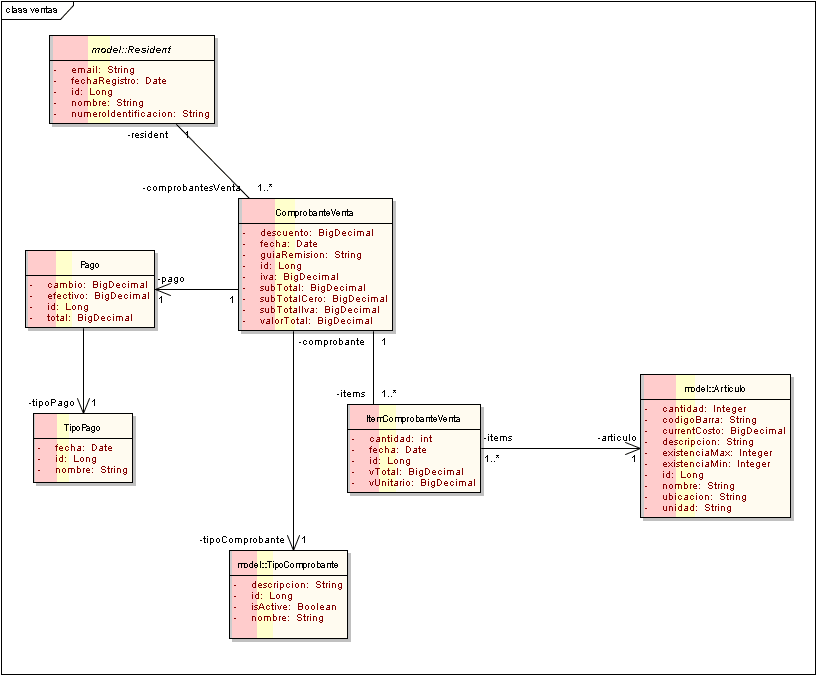 class ventas
model::Resident
- email: String
- fechaRegistro: Date
- id: Long
- nombre: String
- numeroIdentificacion: String
-resident 1
-comprobantesVenta 1..*
ComprobanteVenta
- descuento: BigDecimal
- fecha: Date
- guiaRemision: String
- id: Long
- iva: BigDecimal
- subTotal: BigDecimal
- subTotalCero: BigDecimal
- subTotalIva: BigDecimal
- valorTotal: BigDecimal
Pago
- cambio: BigDecimal
- efectivo: BigDecimal
- id: Long
- total: BigDecimal
-pago
1 1
-comprobante 1
-items 1..*
-tipoPago 1
TipoPago
- fecha: Date
- id: Long
- nombre: String
ItemComprobanteVenta
- cantidad: int
- fecha: Date
- id: Long
- vTotal: BigDecimal
- vUnitario: BigDecimal
-items -articulo
1..* 1
model::Articulo
- cantidad: Integer
- codigoBarra: String
- currentCosto: BigDecimal
- descripcion: String
- existenciaMax: Integer
- existenciaMin: Integer
- id: Long
- nombre: String
- ubicacion: String
- unidad: String
-tipoComprobante 1
model::TipoComprobante
- descripcion: String
- id: Long
- isActive: Boolean
- nombre: String